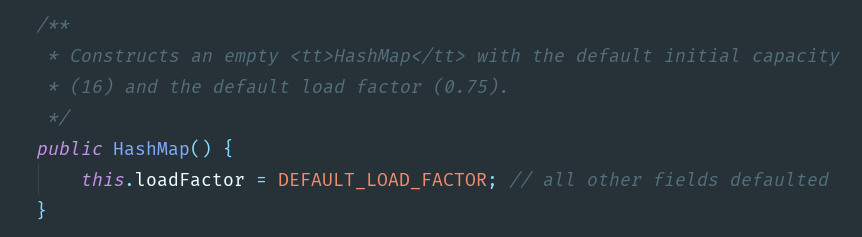 /**
* Constructs an empty <tt>HashMap</tt> with the default initial capacity
* (16) and the default load factor (0.75).
*/
public HashMap() {
this.loadFactor = DEFAULT_LOAD_FACTOR; // all other fields defaulted
}